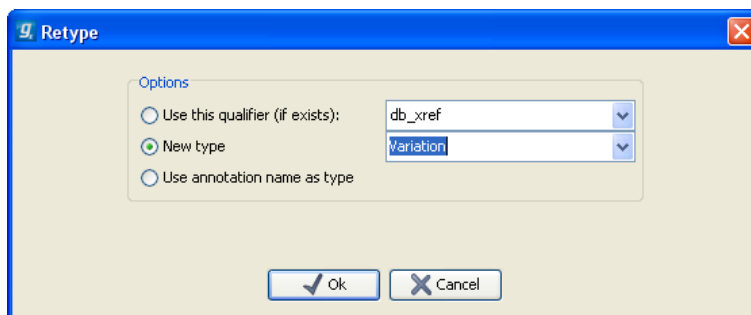 Retype
Options
Use this qualifier (if exists): db_xref
New type Variation
Use annotation name as type
Ok Cancel